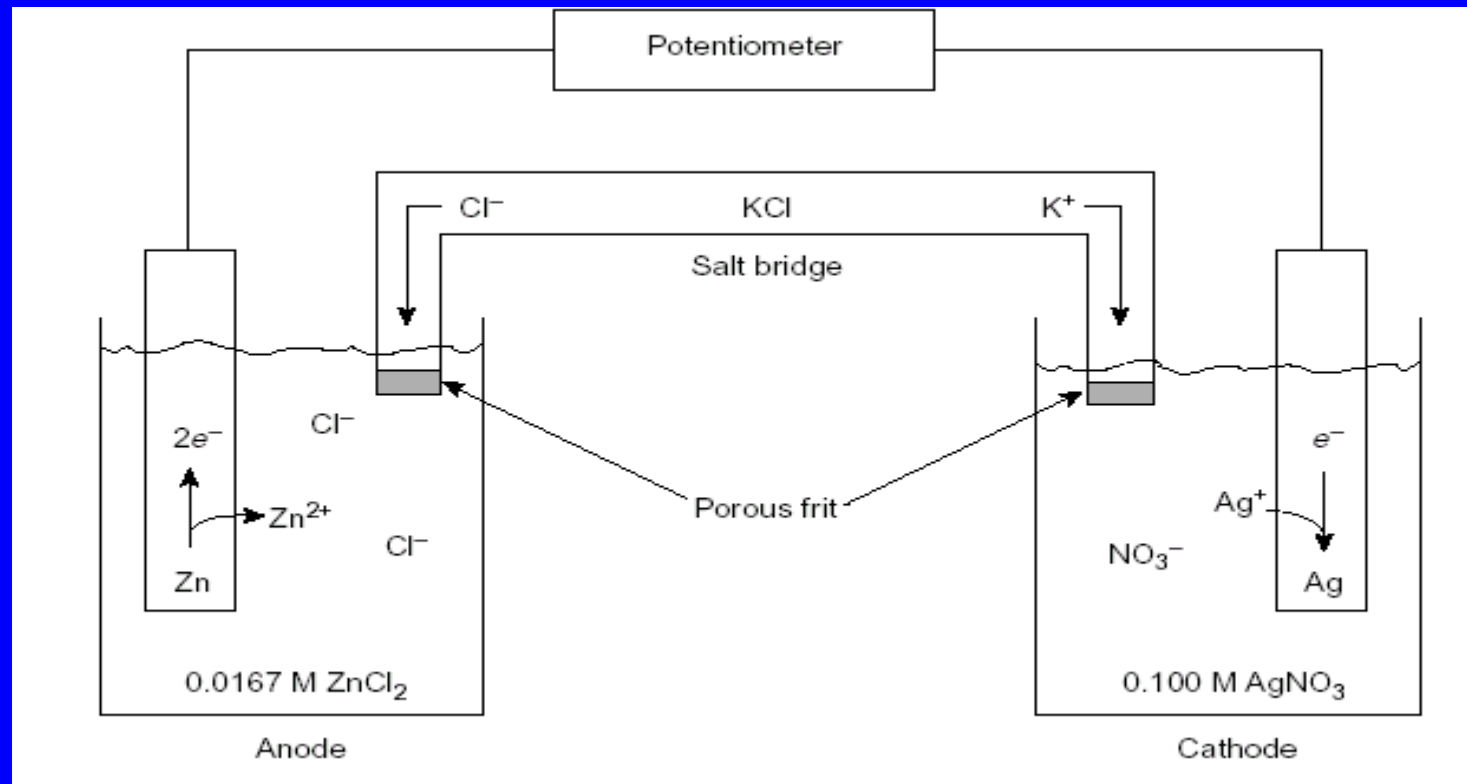 Potentiometer
Cl⁻
KCl
K⁺
Salt bridge
Cl⁻
2e⁻
e⁻
Porous frit
Ag⁺
Zn²⁺
Cl⁻
NO₃⁻
Zn
Ag
0.0167 M ZnCl₂
0.100 M AgNO₃
Anode
Cathode